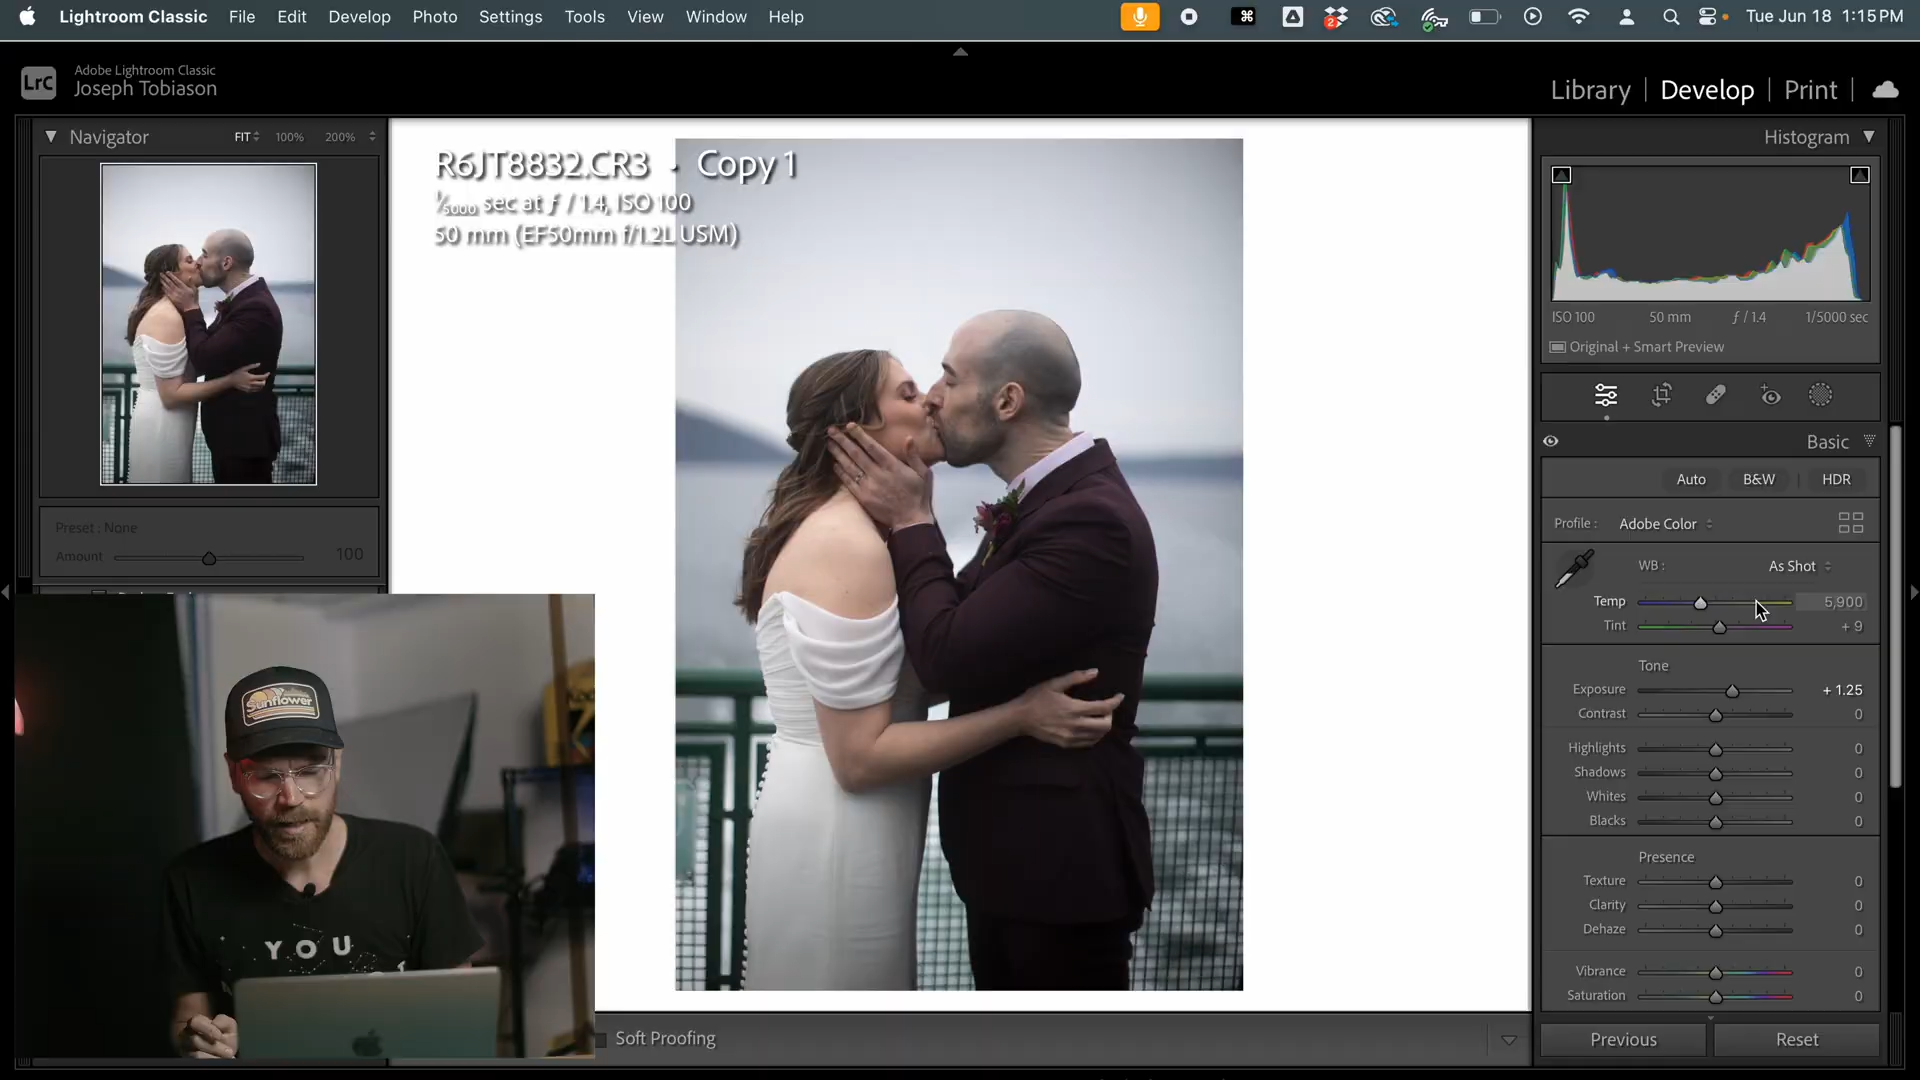 Lightroom Classic File Edit Develop Photo Settings Tools View Window Help 2 Tue Jun 18 1:15 PM
LrC Adobe Lightroom Classic
Joseph Tobiason
Library | Develop | Print |
Navigator FIT 100% 200%
Histogram
R6JT8832.CR3 • Copy 1
1/5000 sec at ƒ / 1.4, ISO 100
50 mm (EF50mm f/1.2L USM)
ISO 100 50 mm ƒ / 1.4 1/5000 sec
Original + Smart Preview
Basic
Auto B&W | HDR
Profile : Adobe Color
WB : As Shot
Temp 5,900
Tint + 9
Tone
Exposure + 1.25
Contrast 0
Highlights 0
Shadows 0
Whites 0
Blacks 0
Presence
Texture 0
Clarity 0
Dehaze 0
Vibrance 0
Saturation 0
Previous Reset
Preset : None
Amount 100
Sunflower
YOU
Soft Proofing